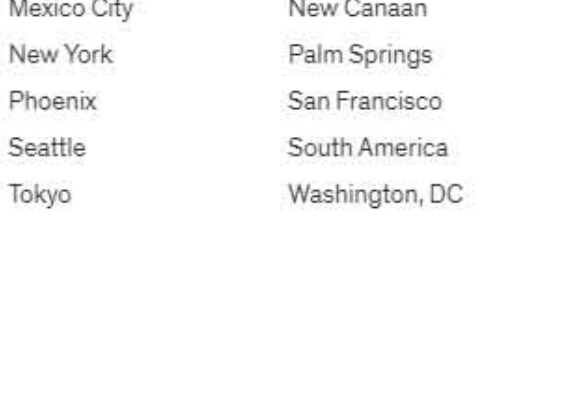 Mexico City New Canaan
New York Palm Springs
Phoenix San Francisco
Seattle South America
Tokyo Washington, DC